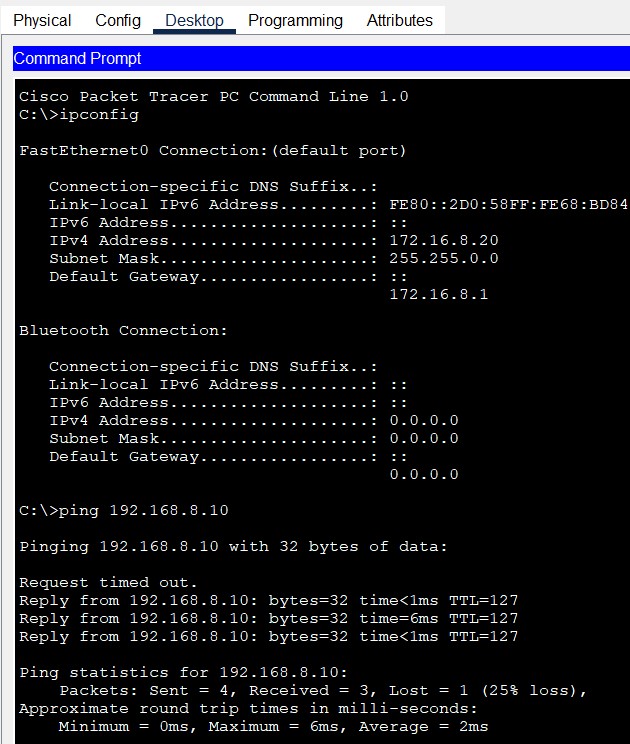 Physical Config Desktop Programming Attributes
Command Prompt
Cisco Packet Tracer PC Command Line 1.0
C:\>ipconfig
FastEthernet0 Connection:(default port)
Connection-specific DNS Suffix..:
Link-local IPv6 Address.........: FE80::2D0:58FF:FE68:BD84
IPv6 Address....................: ::
IPv4 Address....................: 172.16.8.20
Subnet Mask.....................: 255.255.0.0
Default Gateway.................: ::
172.16.8.1
Bluetooth Connection:
Connection-specific DNS Suffix..:
Link-local IPv6 Address.........: ::
IPv6 Address....................: ::
IPv4 Address....................: 0.0.0.0
Subnet Mask.....................: 0.0.0.0
Default Gateway.................: ::
0.0.0.0
C:\>ping 192.168.8.10
Pinging 192.168.8.10 with 32 bytes of data:
Request timed out.
Reply from 192.168.8.10: bytes=32 time<1ms TTL=127
Reply from 192.168.8.10: bytes=32 time=6ms TTL=127
Reply from 192.168.8.10: bytes=32 time<1ms TTL=127
Ping statistics for 192.168.8.10:
Packets: Sent = 4, Received = 3, Lost = 1 (25% loss),
Approximate round trip times in milli-seconds:
Minimum = 0ms, Maximum = 6ms, Average = 2ms